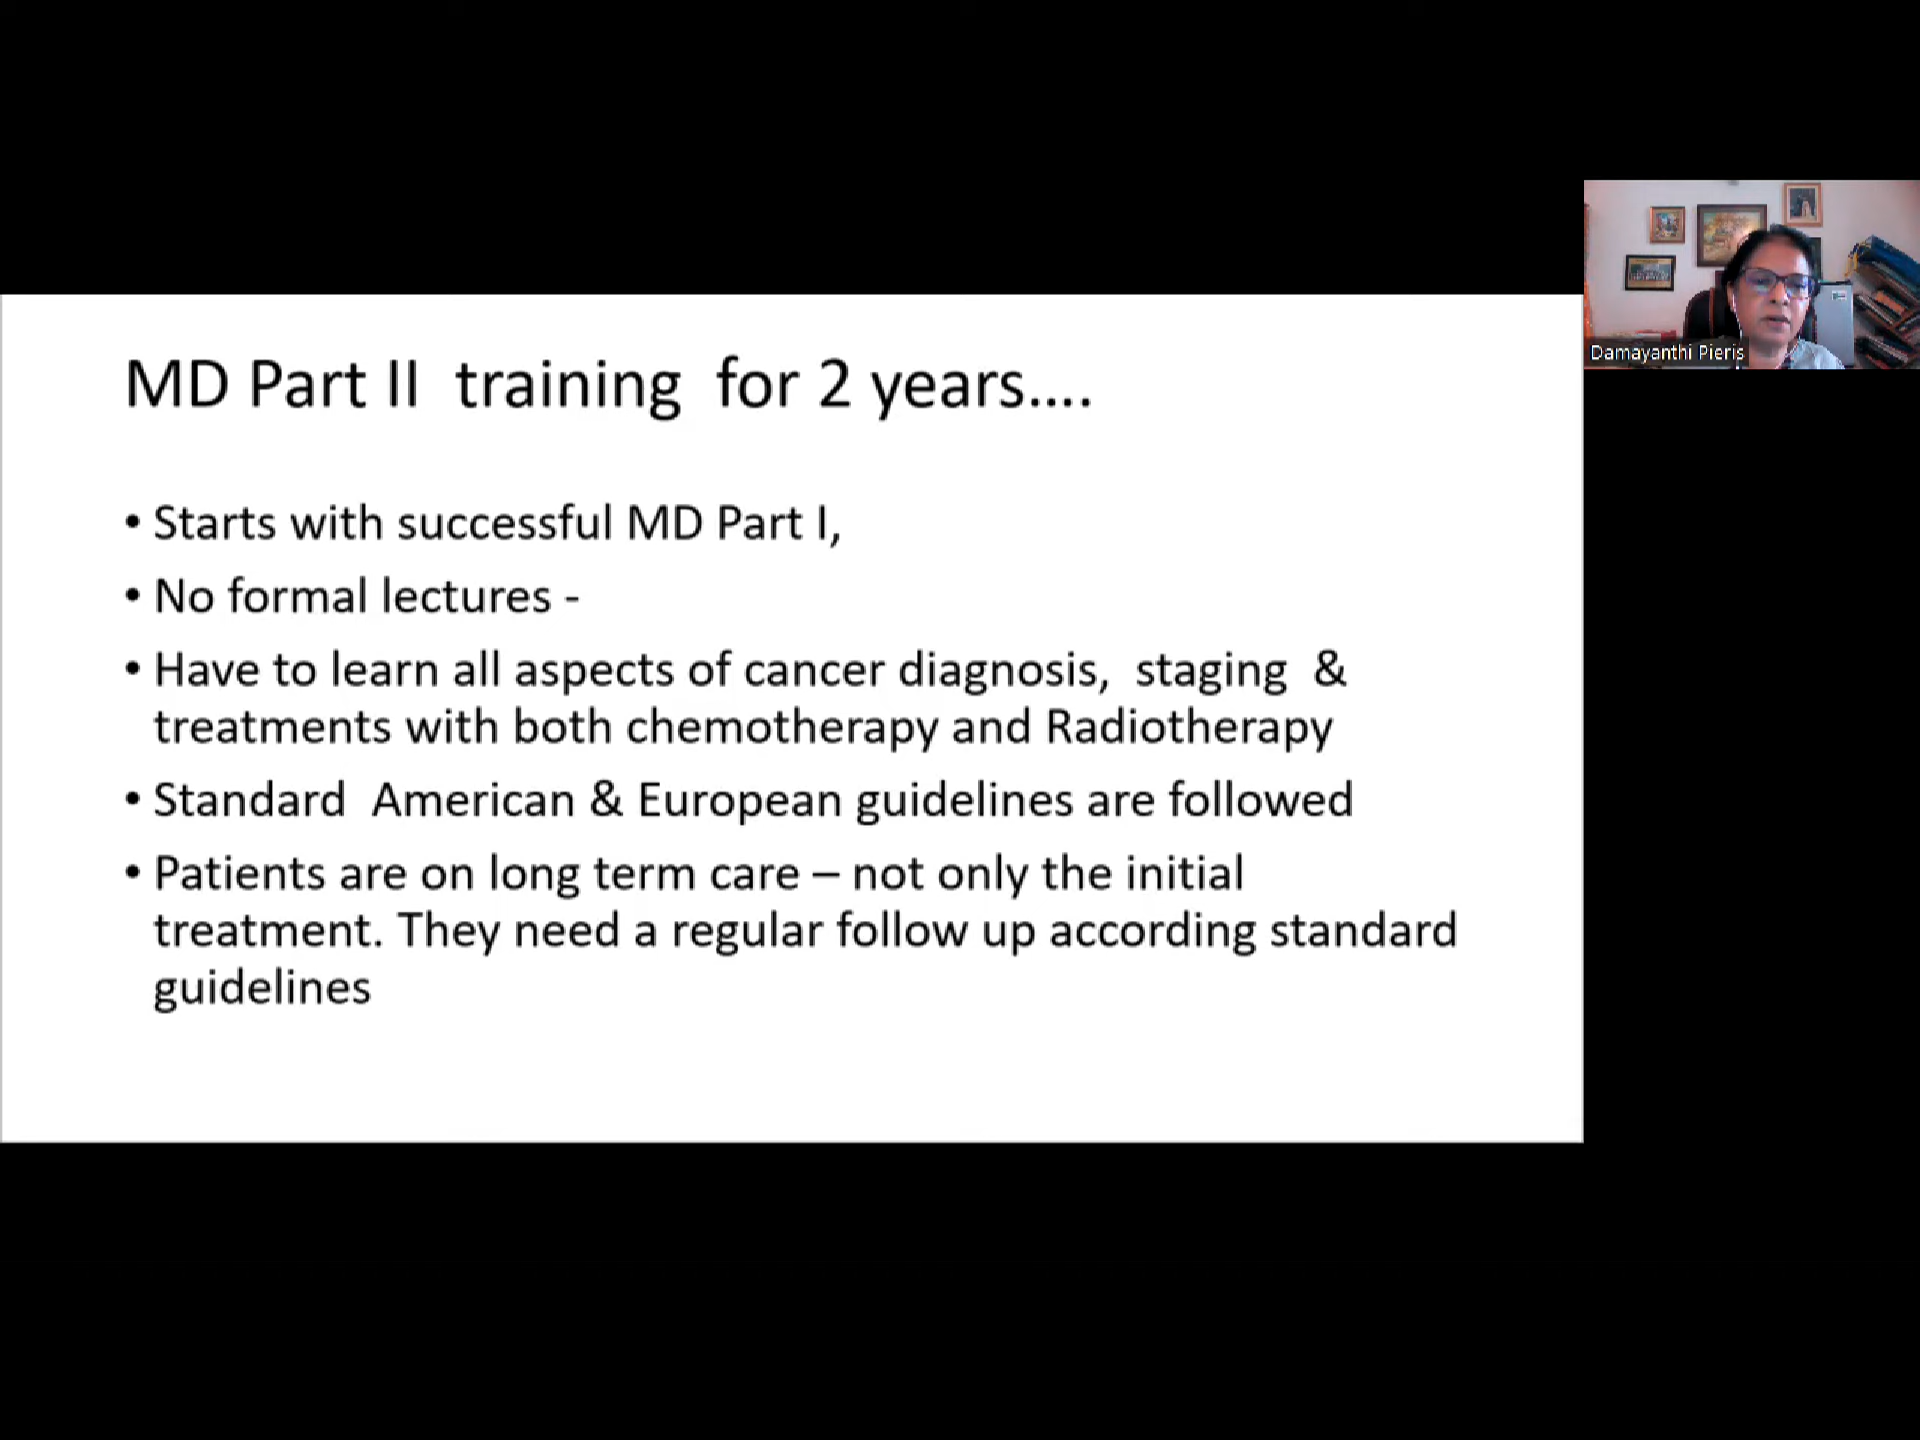 MD Part II training for 2 years....
• Starts with successful MD Part I,
• No formal lectures -
• Have to learn all aspects of cancer diagnosis, staging &
treatments with both chemotherapy and Radiotherapy
• Standard American & European guidelines are followed
• Patients are on long term care – not only the initial
treatment. They need a regular follow up according standard
guidelines
Damayanthi Pieris